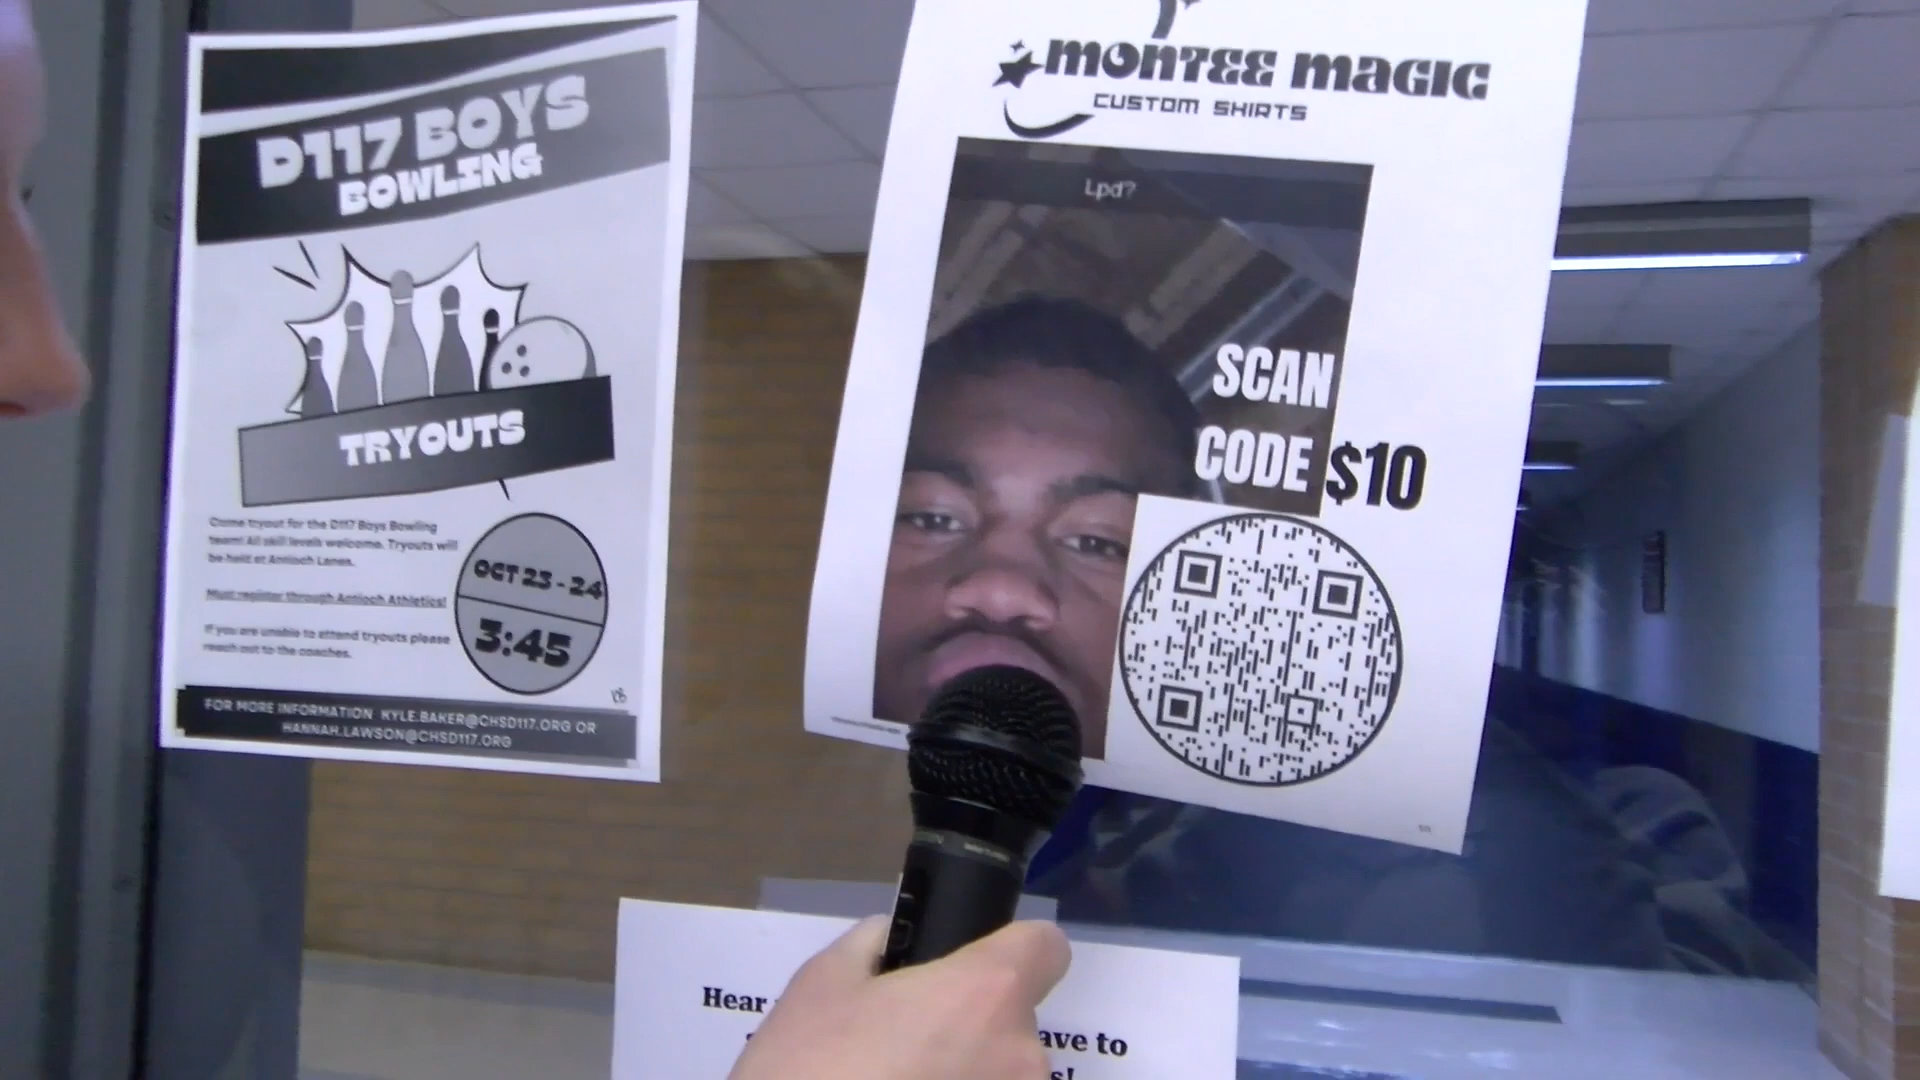 D117 BOYS
BOWLING
TRYOUTS
Come tryout for the D117 Boys Bowling
team! All skill levels welcome. Tryouts will
be held at Antioch Lanes.
Must register through Antioch Athletics!
If you are unable to attend tryouts please
reach out to the coaches.
OCT 23 - 24
3:45
FOR MORE INFORMATION KYLE.BAKER@CHSD117.ORG OR
HANNAH.LAWSON@CHSD117.ORG
MONTEE MAGIC
CUSTOM SHIRTS
Lpd?
SCAN
CODE $10
Hear
ave to
s!